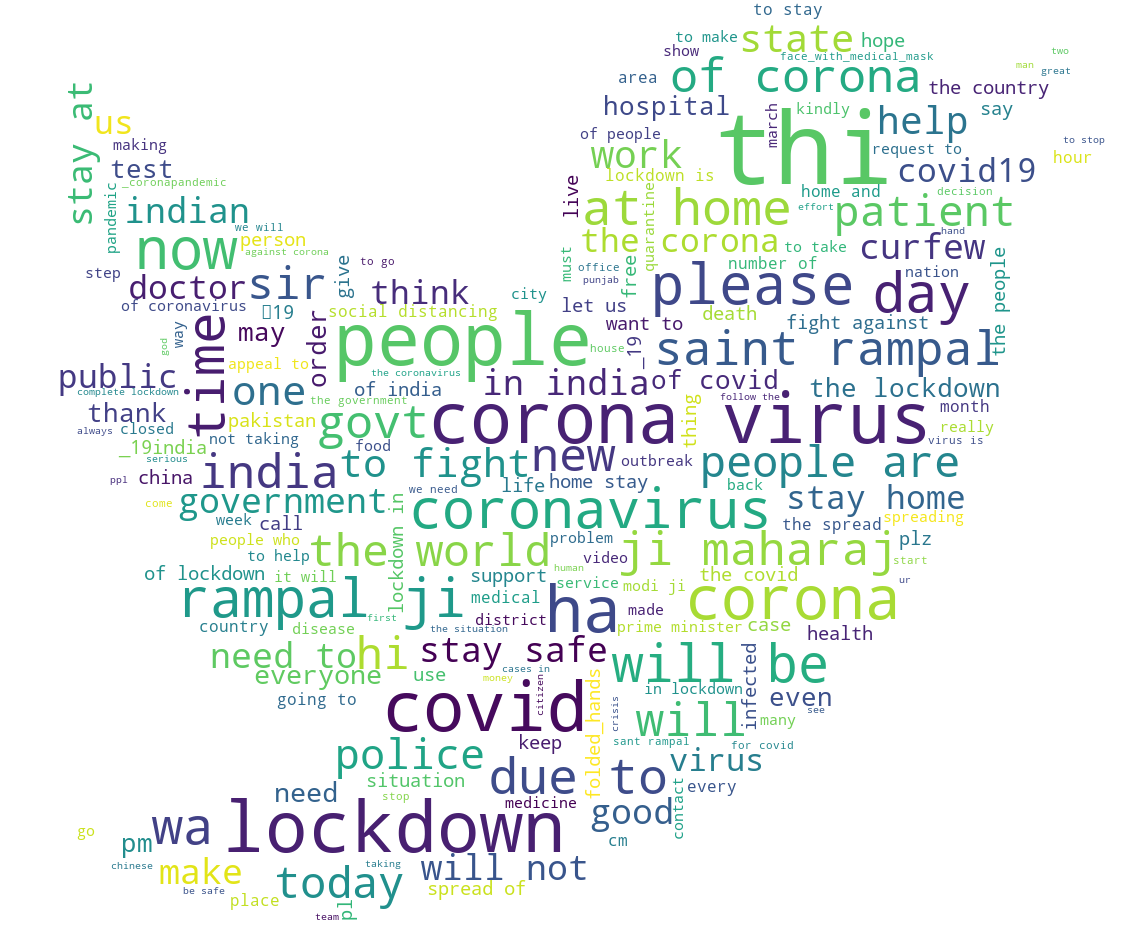 to stay
to make
state
hope
show
face_with_medical_mask
two
of corona
man
great
area
the country
stay at
us
hospital
march
kindly
thi
help
say
of people
making
work
request to
to stop
test
lockdown is
covid19
hour
_coronapandemic
live
at home
quarantine
home and
decision
pandemic
indian
effort
patient
we will
now
person
the corona
to take
curfew
hand
against corona
must
step
doctor
sir
give
to go
think
office
punjab
free
number of
please
day
nation
the people
city
of coronavirus
19
social distancing
let us
death
time
may
order
people
want to
_19
fight against
saint rampal
way
god
house
appeal to
public
the coronavirus
in india
of covid
complete lockdown
one
of india
follow the
the lockdown
thank
pakistan
the government
govt
corona virus
thing
month
always
closed
not taking
food
really
virus is
_19india
serious
india
to fight
new
outbreak
people are
ppl
china
we need
life
home stay
back
stay home
come
government
lockdown in
coronavirus
week
call
the spread
spreading
people who
problem
plz
to help
the world
video
ji maharaj
start
of lockdown
it will
support
human
service
modi ji
the covid
ur
rampal ji
medical
ha
made
corona
country
disease
first
the situation
district
prime minister
case
health
need to
hi
stay safe
will be
everyone
use
cases in
money
citizen
folded_hands
in lockdown
infected
even
going to
covid
crisis
will
many
see
police
keep
sant rampal
for covid
situation
due to
virus
need
stop
medicine
good
contact
every
go
pm
wa
lockdown
cm
chinese
make
today
taking
will not
be safe
spread of
place
pl
team